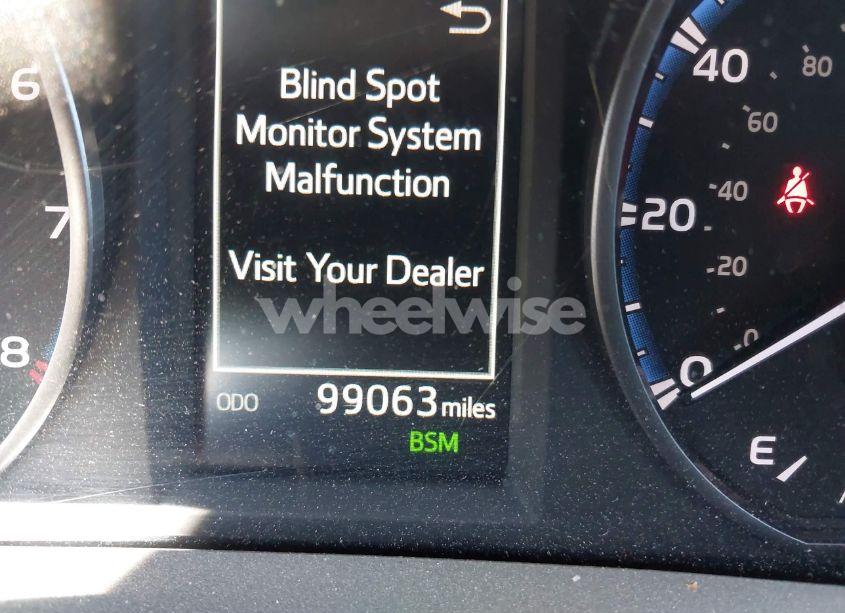 Blind Spot
Monitor System
Malfunction
Visit Your Dealer
wheelwise
ODO 99063 miles
BSM
6
7
8
40
20
0
80
60
40
20
0
E